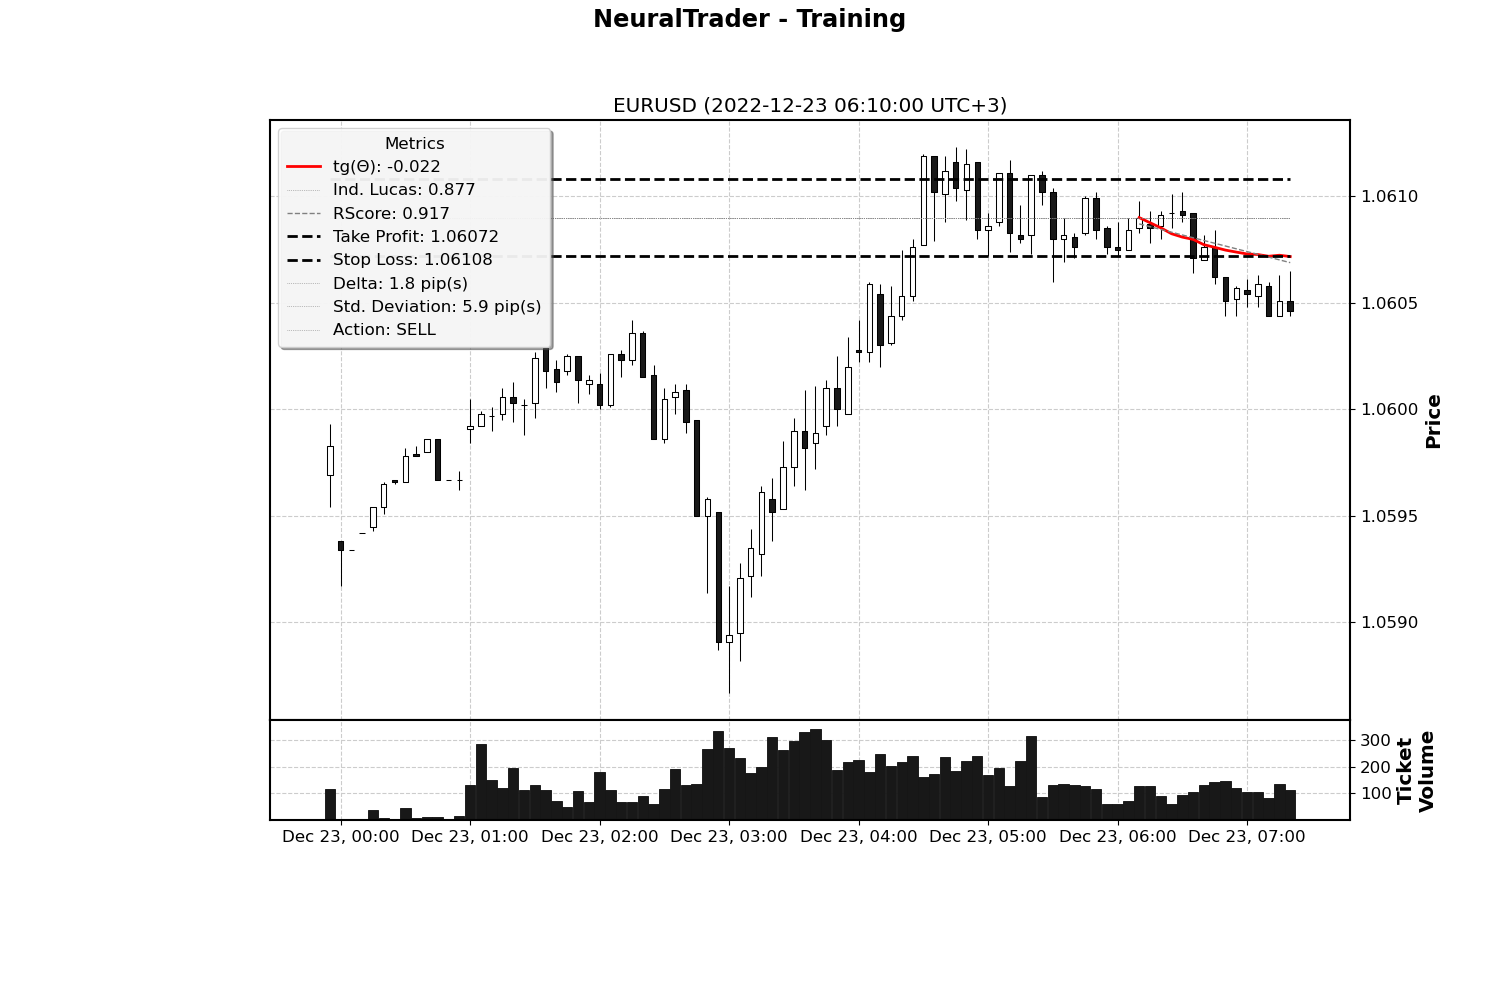 NeuralTrader - Training
EURUSD (2022-12-23 06:10:00 UTC+3)
Metrics
tg(Θ): -0.022
Ind. Lucas: 0.877
RScore: 0.917
Take Profit: 1.06072
Stop Loss: 1.06108
Delta: 1.8 pip(s)
Std. Deviation: 5.9 pip(s)
Action: SELL
1.0610
1.0605
1.0600
1.0595
1.0590
Price
300
200
100
Ticket
Volume
Dec 23, 00:00
Dec 23, 01:00
Dec 23, 02:00
Dec 23, 03:00
Dec 23, 04:00
Dec 23, 05:00
Dec 23, 06:00
Dec 23, 07:00